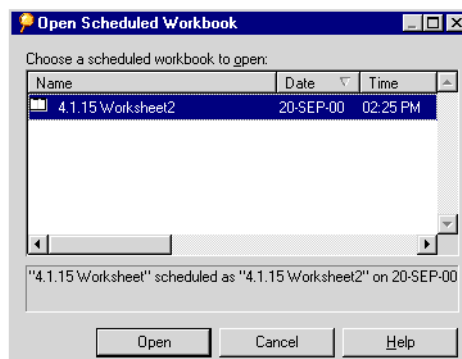 Open Scheduled Workbook
Choose a scheduled workbook to open:
Name Date Time
4.1.15 Worksheet2 20-SEP-00 02:25 PM
"4.1.15 Worksheet" scheduled as "4.1.15 Worksheet2" on 20-SEP-00
Open Cancel Help